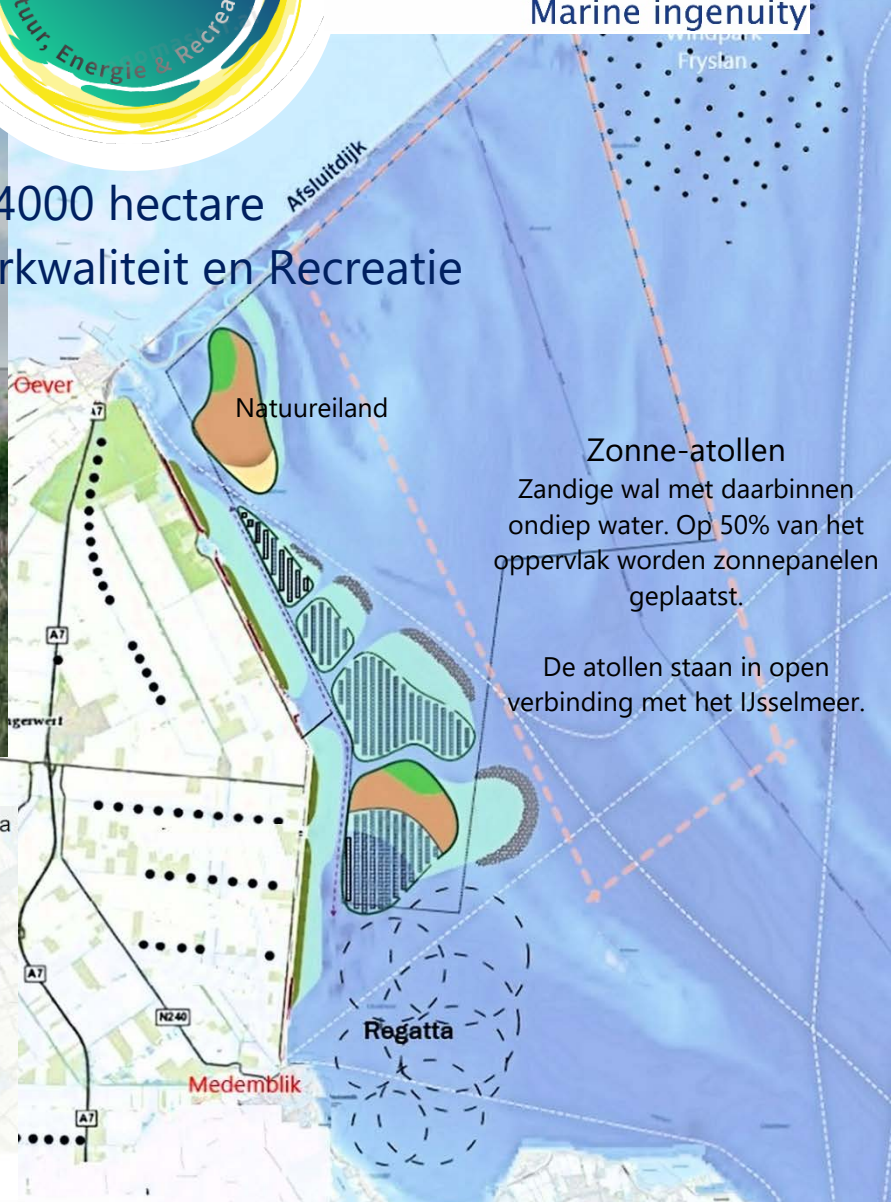 Marine ingenuity
tuur, Energie & Recrea
Windpark
Fryslan
Afsluitdijk
4000 hectare
rkwaliteit en Recreatie
Oever
A7
Natuureiland
Zonne-atollen
Zandige wal met daarbinnen
ondiep water. Op 50% van het
oppervlak worden zonnepanelen
geplaatst.
De atollen staan in open
verbinding met het IJsselmeer.
A7
ngerwerf
a
A7
N240
Regatta
Medemblik
A7